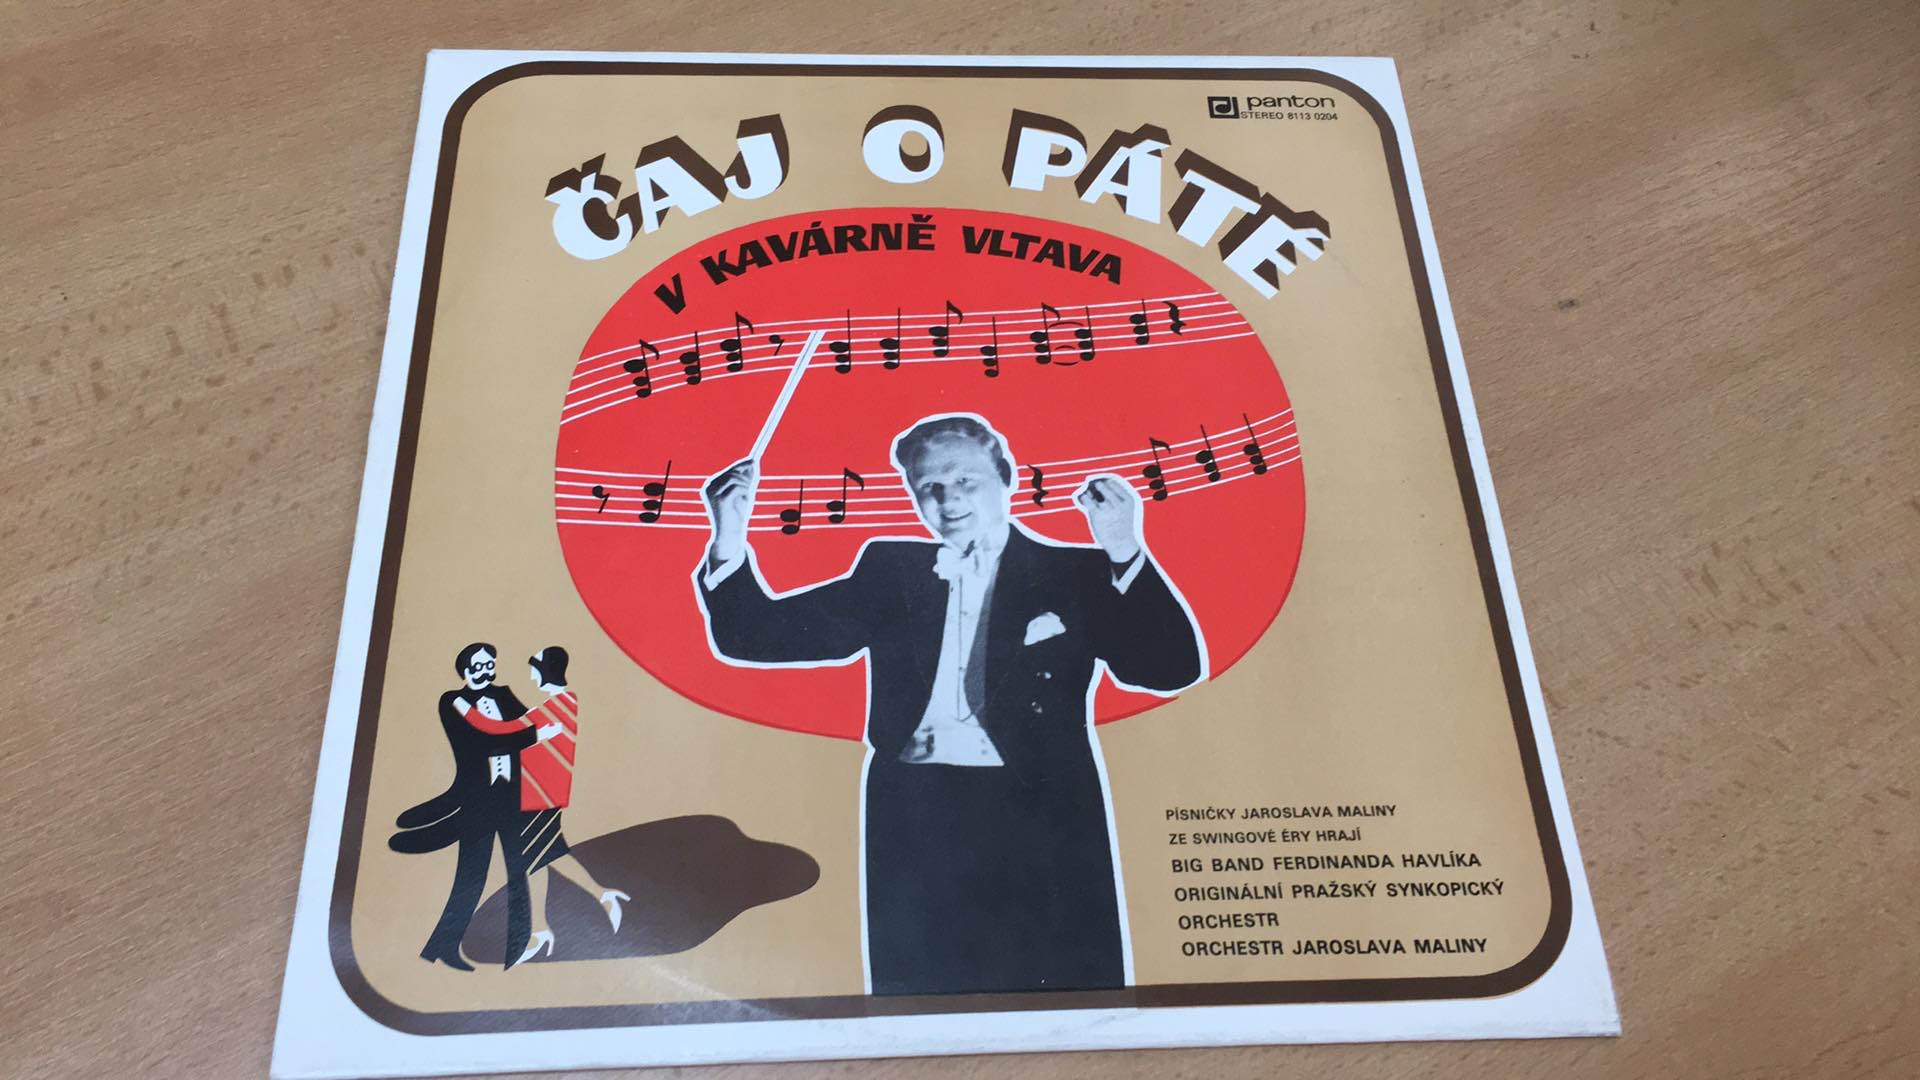 panton
STEREO 8113 0204
ČAJ O PÁTÉ
V KAVÁRNĚ VLTAVA
PÍSNIČKY JAROSLAVA MALINY
ZE SWINGOVÉ ÉRY HRAJÍ
BIG BAND FERDINANDA HAVLÍKA
ORIGINÁLNÍ PRAŽSKÝ SYNKOPICKÝ
ORCHESTR
ORCHESTR JAROSLAVA MALINY